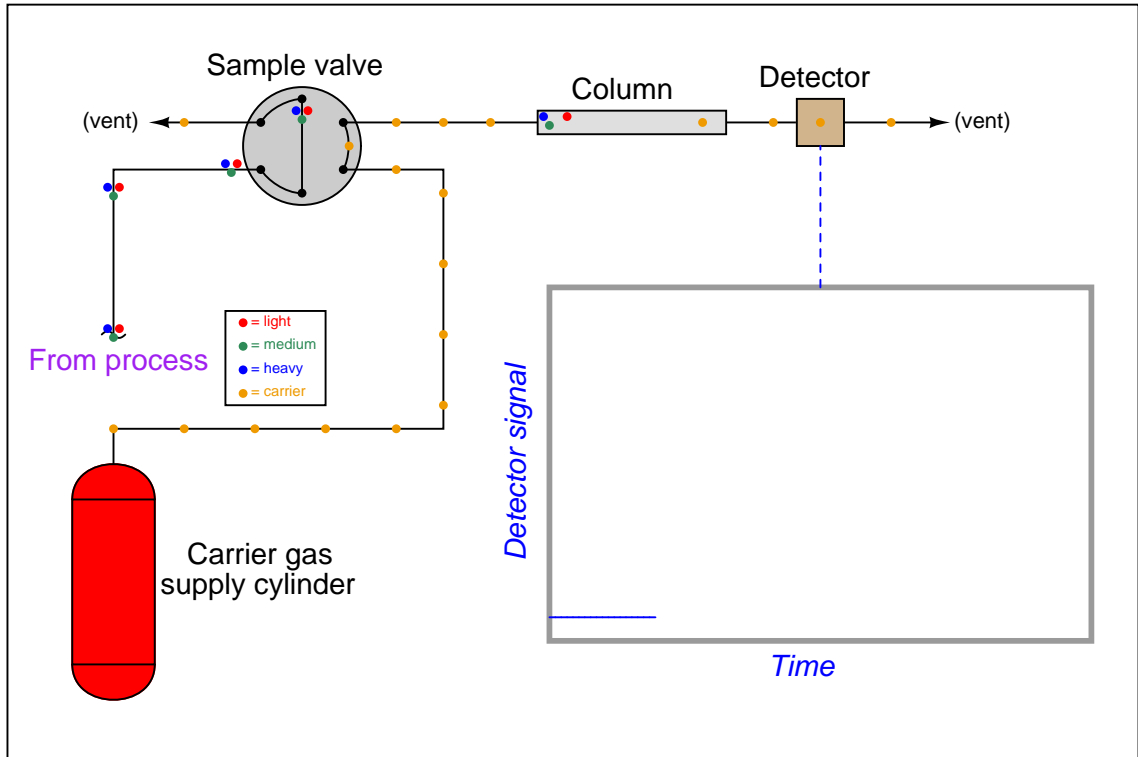 Sample valve
Column
Detector
(vent)
(vent)
= light
= medium
= heavy
= carrier
From process
Detector signal
Carrier gas
supply cylinder
Time